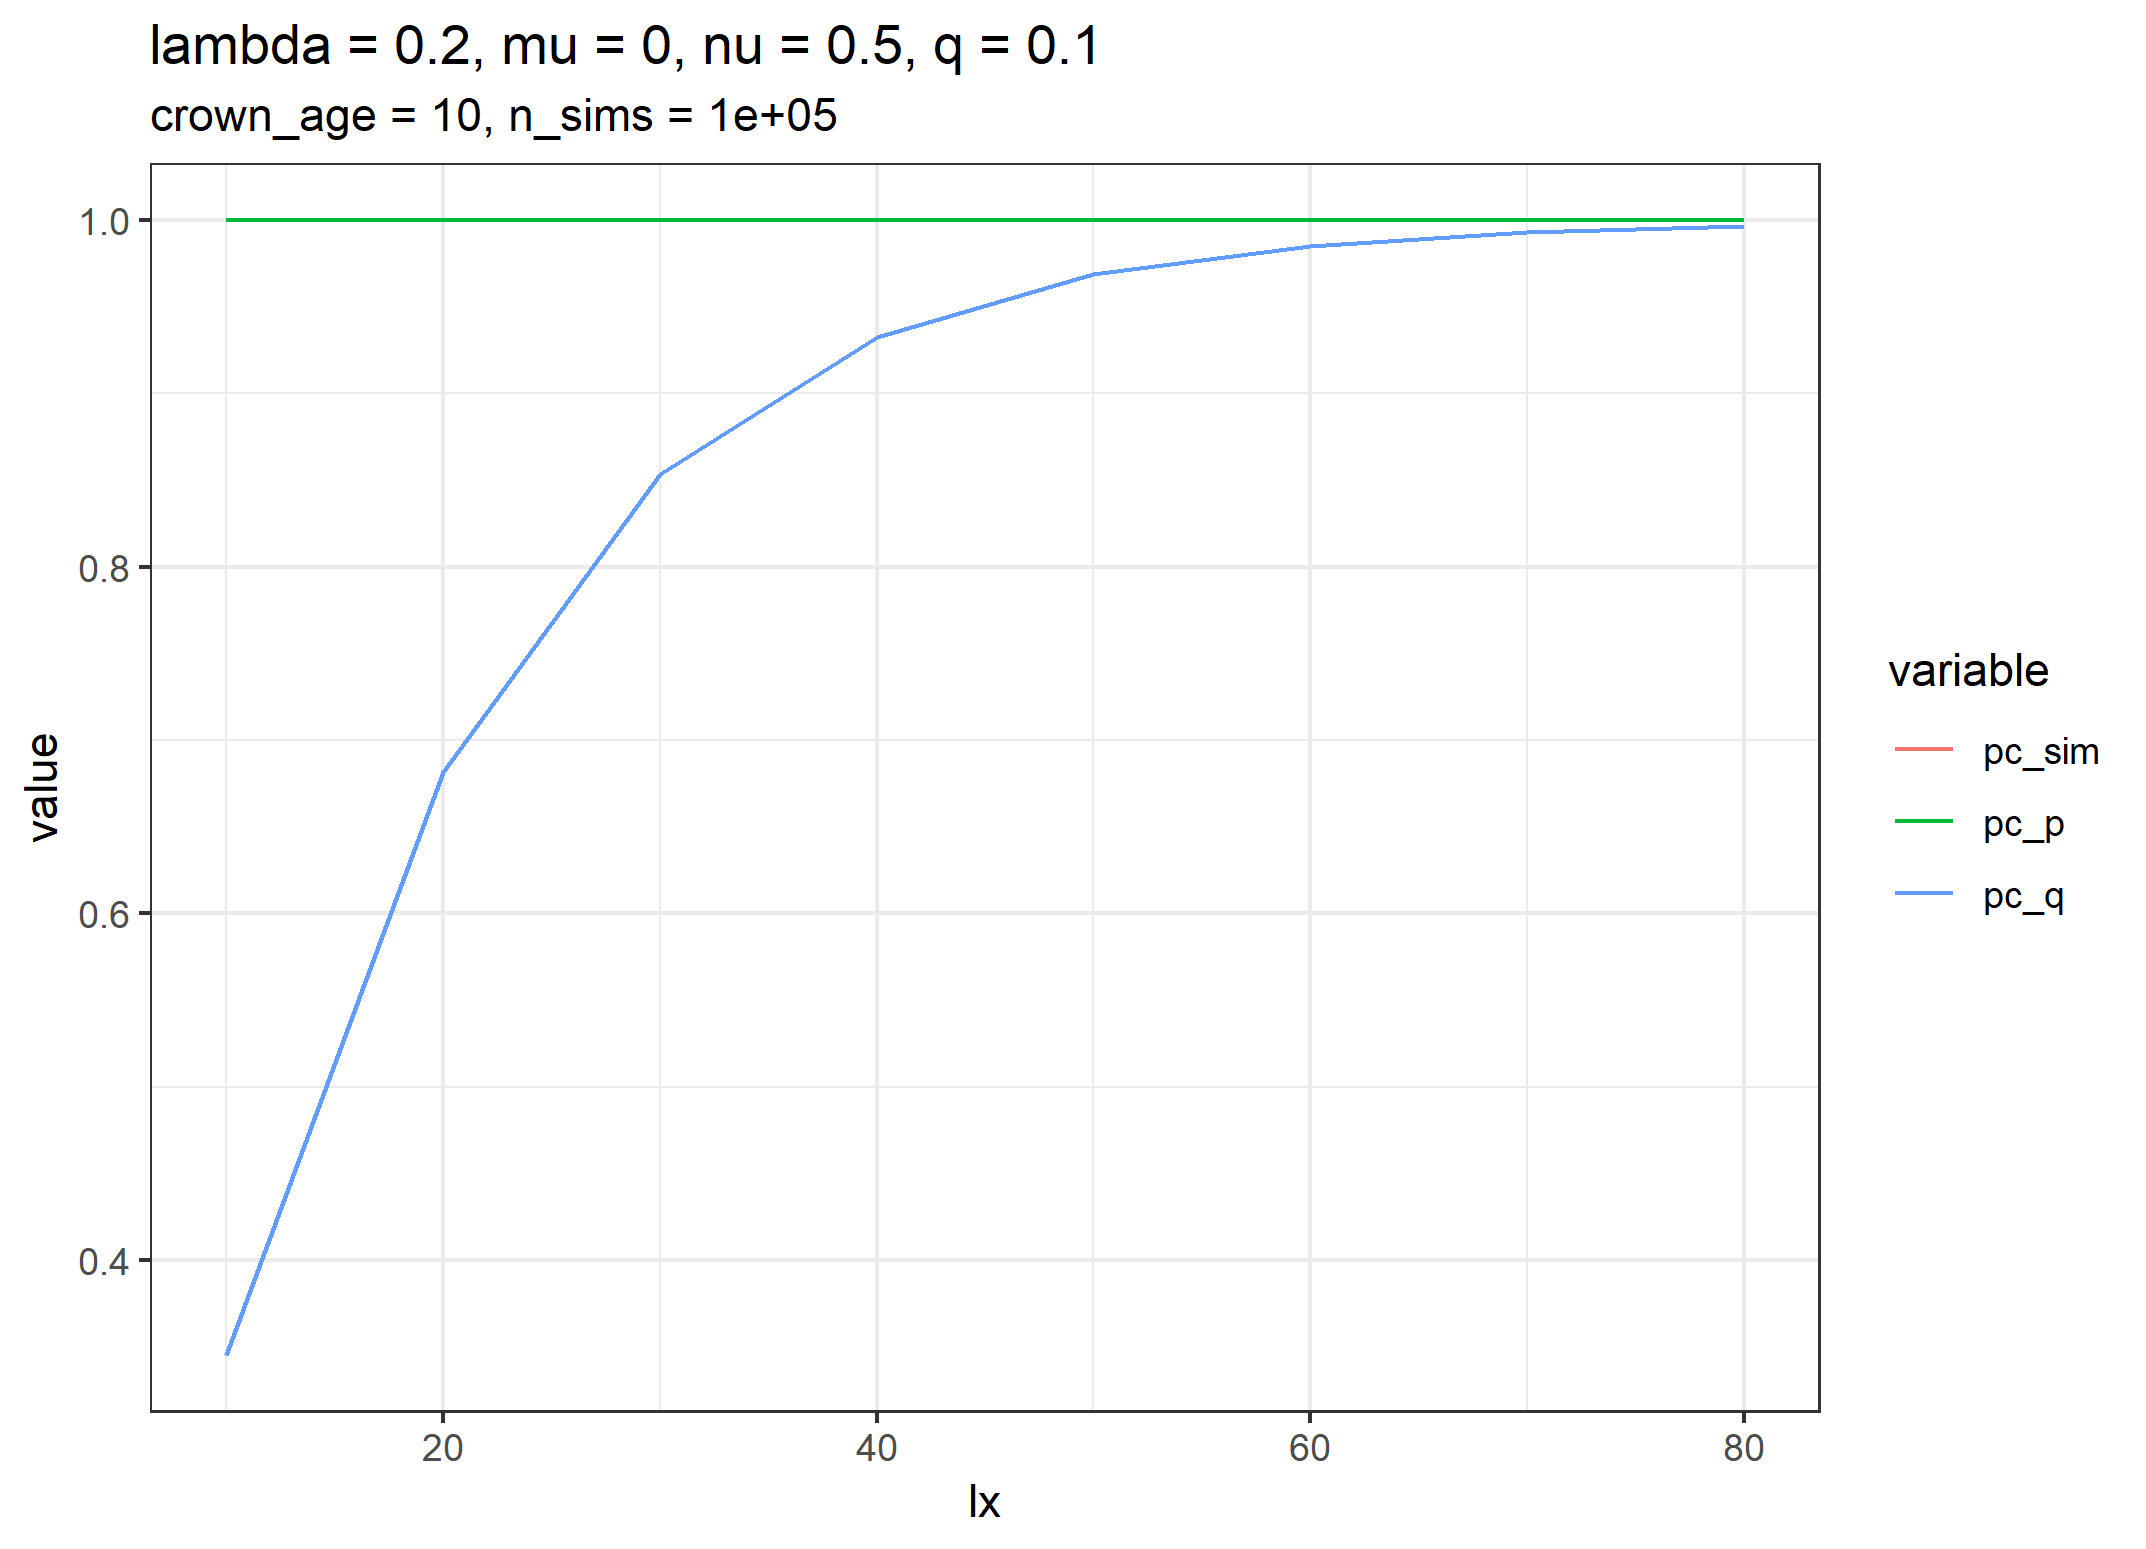 lambda = 0.2, mu = 0, nu = 0.5, q = 0.1
crown_age = 10, n_sims = 1e+05
1.0
0.8
0.6
0.4
value
20 40 60 80
lx
variable
pc_sim
pc_p
pc_q